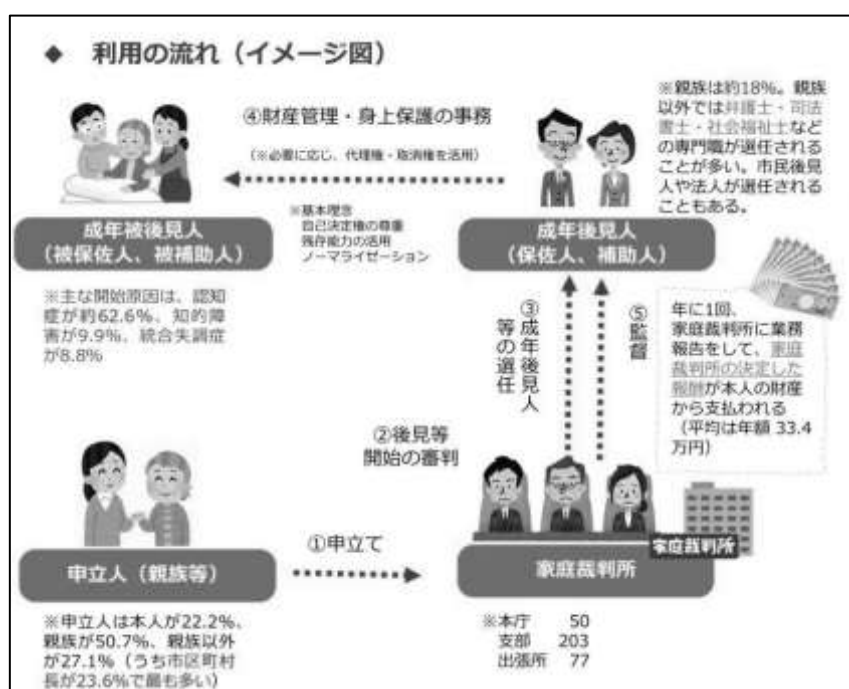 ◆ 利用の流れ（イメージ図）
④財産管理・身上保護の事務
（※必要に応じ、代理権・取消権を活用）
※基本理念
自己決定権の尊重
残存能力の活用
ノーマライゼーション
※親族は約18%。親族
以外では弁護士・司法
書士・社会福祉士など
の専門職が選任される
ことが多い。市民後見
人や法人が選任される
こともある。
成年被後見人
（被保佐人、被補助人）
成年後見人
（保佐人、補助人）
※主な開始原因は、認知
症が約62.6%、知的障
害が9.9%、統合失調症
が8.8%
③成年後見人
等の選任
⑤監督
年に1回、
家庭裁判所に業務
報告をして、家庭
裁判所の決定した
報酬が本人の財産
から支払われる
（平均は年額 33.4
万円）
②後見等
開始の審判
①申立て
申立人（親族等）
家庭裁判所
家庭裁判所
※申立人は本人が22.2%、
親族が50.7%、親族以外
が27.1%（うち市区町村
長が23.6%で最も多い）
※本庁 50
支部 203
出張所 77